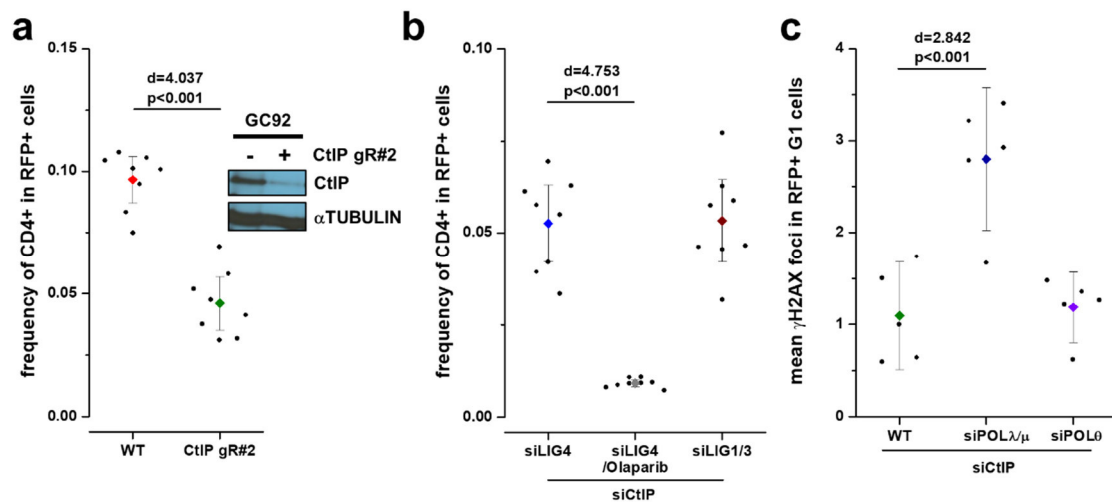 a
d=4.037
p<0.001
0.15
0.10
0.05
0.00
frequency of CD4+ in RFP+ cells
GC92
- +
CtIP gR#2
CtIP
αTUBULIN
WT
CtIP gR#2
b
d=4.753
p<0.001
0.10
0.05
0.00
frequency of CD4+ in RFP+ cells
siLIG4
siLIG4
/Olaparib
siLIG1/3
siCtIP
c
d=2.842
p<0.001
4
3
2
1
0
mean γH2AX foci in RFP+ G1 cells
WT
siPOLλ/μ
siPOLθ
siCtIP